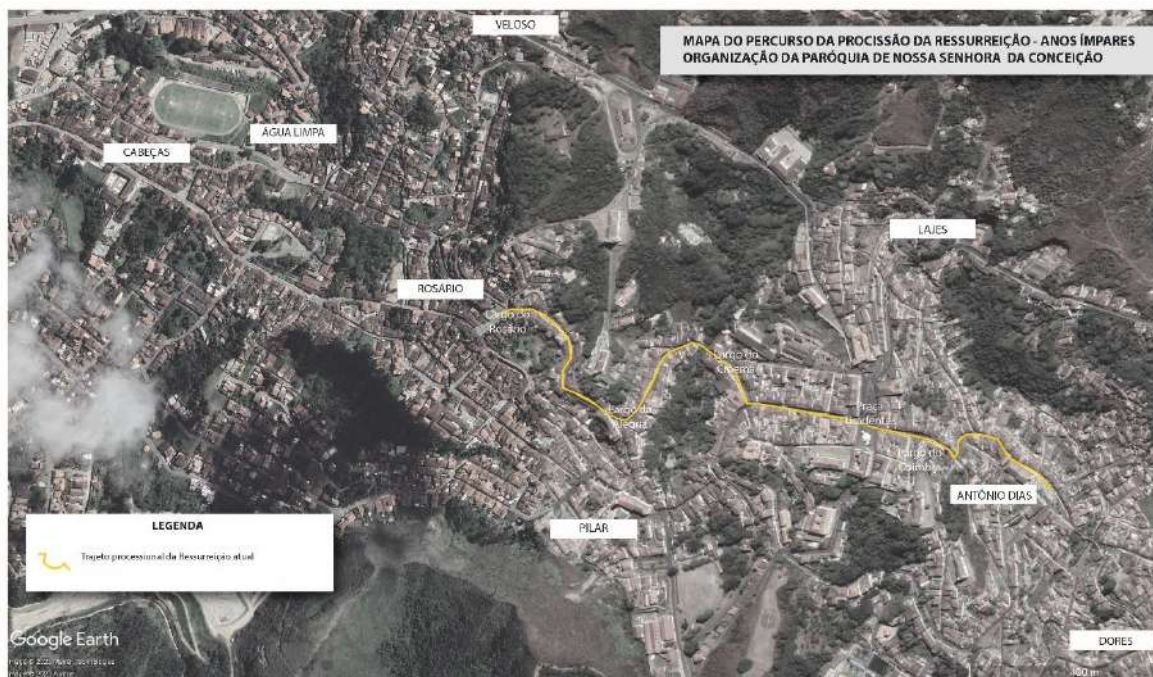 VELOSO
MAPA DO PERCURSO DA PROCISSÃO DA RESSURREIÇÃO - ANOS ÍMPARES
ORGANIZAÇÃO DA PARÓQUIA DE NOSSA SENHORA DA CONCEIÇÃO
ÁGUA LIMPA
CABEÇAS
LAJES
ROSÁRIO
Largo do
Rosário
Largo do
Cinema
Largo da
Alegria
Praça
Tiradentes
Largo do
Coimbra
ANTÔNIO DIAS
PILAR
LEGENDA
Trajeto processional da Ressurreição atual
Google Earth
DORES